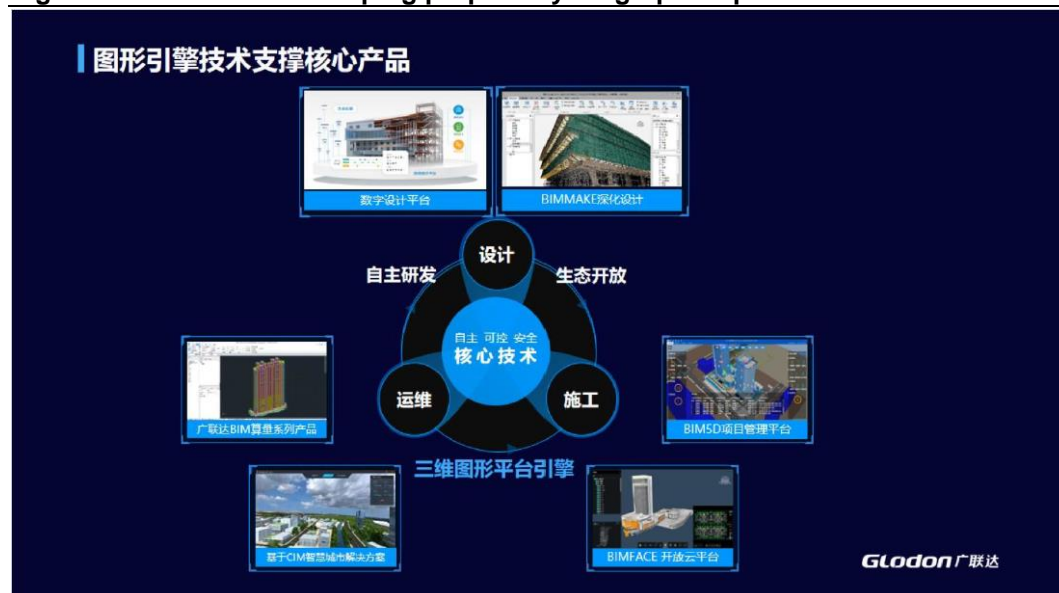 图形引擎技术支撑核心产品
数字设计平台
BIMMAKE深化设计
设计
自主研发
生态开放
自主 可控 安全
核心技术
运维
施工
广联达BIM算量系列产品
BIM5D项目管理平台
三维图形平台引擎
基于CIM智慧城市解决方案
BIMFACE 开放云平台
GLodon广联达